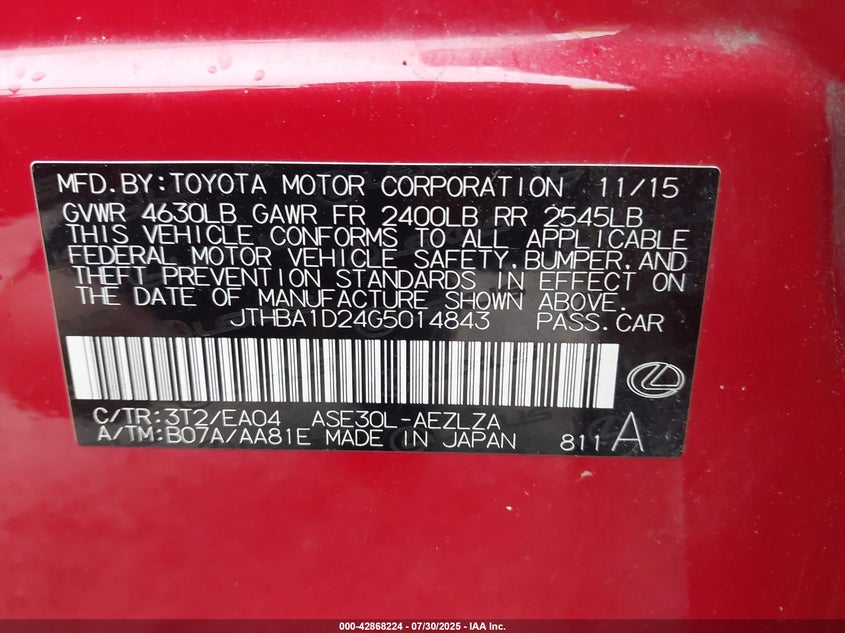 MFD.BY:TOYOTA MOTOR CORPORATION 11/15
GVWR 4630LB GAWR FR 2400LB RR 2545LB
THIS VEHICLE CONFORMS TO ALL APPLICABLE
FEDERAL MOTOR VEHICLE SAFETY,BUMPER,AND
THEFT PREVENTION STANDARDS IN EFFECT ON
THE DATE OF MANUFACTURE SHOWN ABOVE.
JTHBA1D24G5014843 PASS.CAR
C/TR:3T2/EA04 ASE30L-AEZLZA
A/TM:B07A/AA81E MADE IN JAPAN 811A
000-42868224 - 07/30/2025 - IAA Inc.